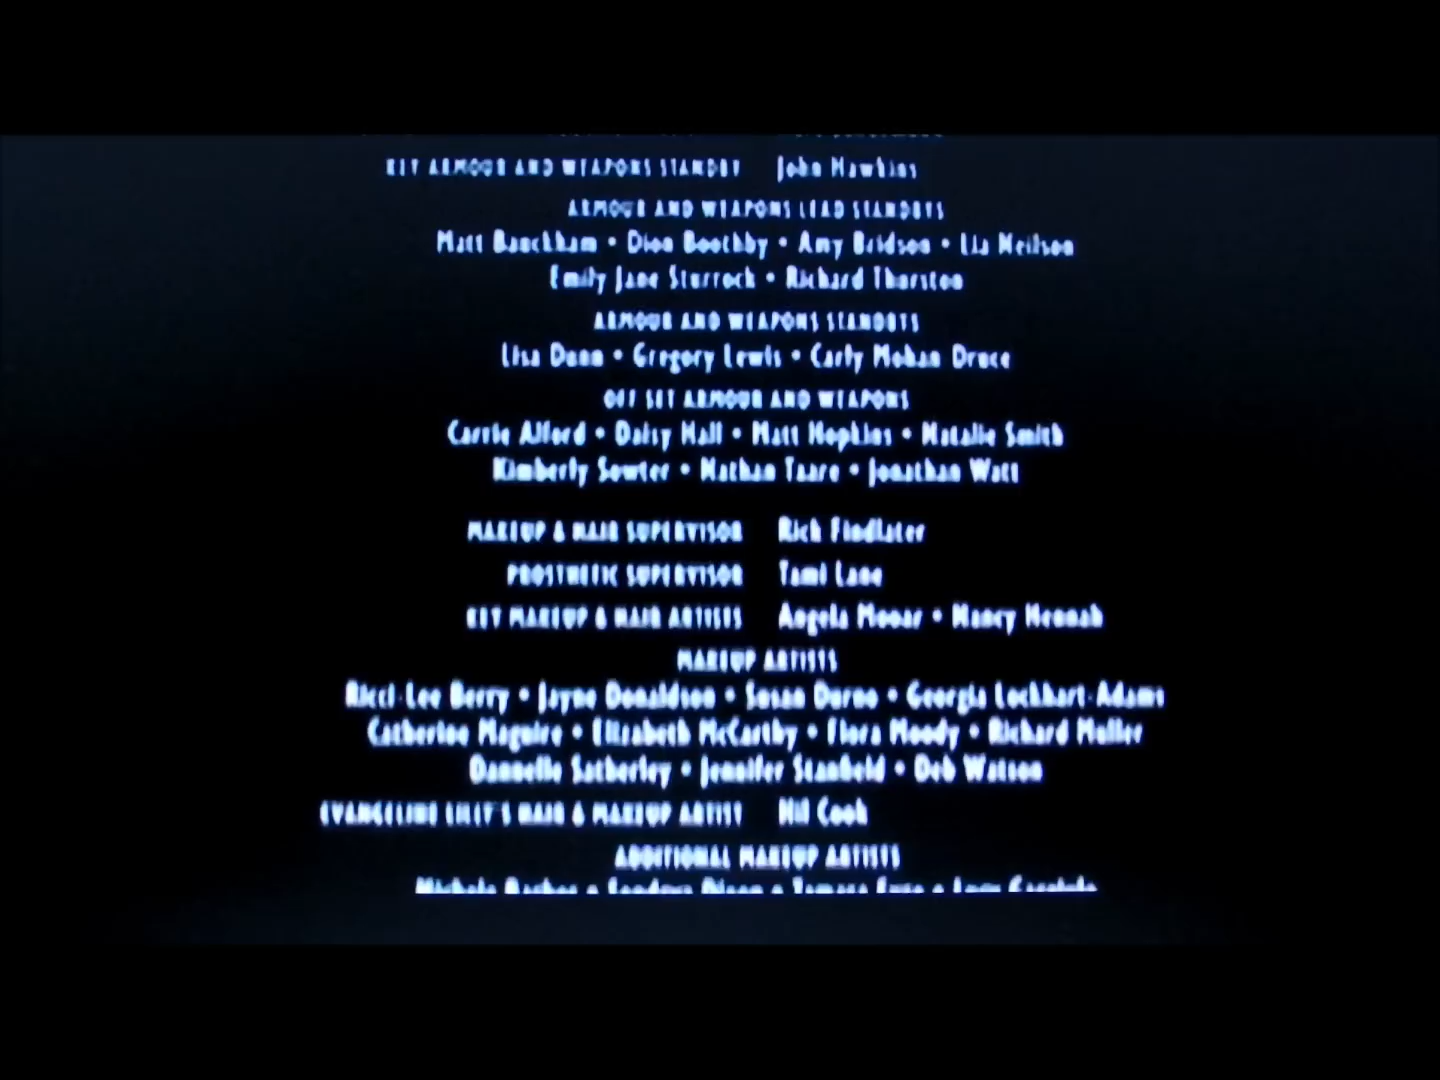 KEY ARMOUR AND WEAPONS STANDBY John Hawkins
ARMOUR AND WEAPONS LEAD STANDBYS
Matt Bauckham • Dion Boothby • Amy Bridson • Lia Neilson
Emily Jane Sturrock • Richard Thurston
ARMOUR AND WEAPONS STANDBYS
Lisa Dunn • Gregory Lewis • Carly Mohan Druce
OFF SET ARMOUR AND WEAPONS
Carrie Alford • Daisy Hall • Matt Hopkins • Natalie Smith
Kimberly Sowter • Nathan Taare • Jonathan Watt
MAKEUP & HAIR SUPERVISOR Rick Findlater
PROSTHETIC SUPERVISOR Tami Lane
KEY MAKEUP & HAIR ARTISTS Angela Mooar • Nancy Hennah
MAKEUP ARTISTS
Ricci-Lee Berry • Jayne Donaldson • Susan Durno • Georgia Lockhart-Adams
Catherine Maguire • Elizabeth McCarthy • Flora Moody • Richard Muller
Dannelle Satherley • Jennifer Stanfield • Deb Watson
EVANGELINE LILLY'S HAIR & MAKEUP ARTIST Nil Cook
ADDITIONAL MAKEUP ARTISTS